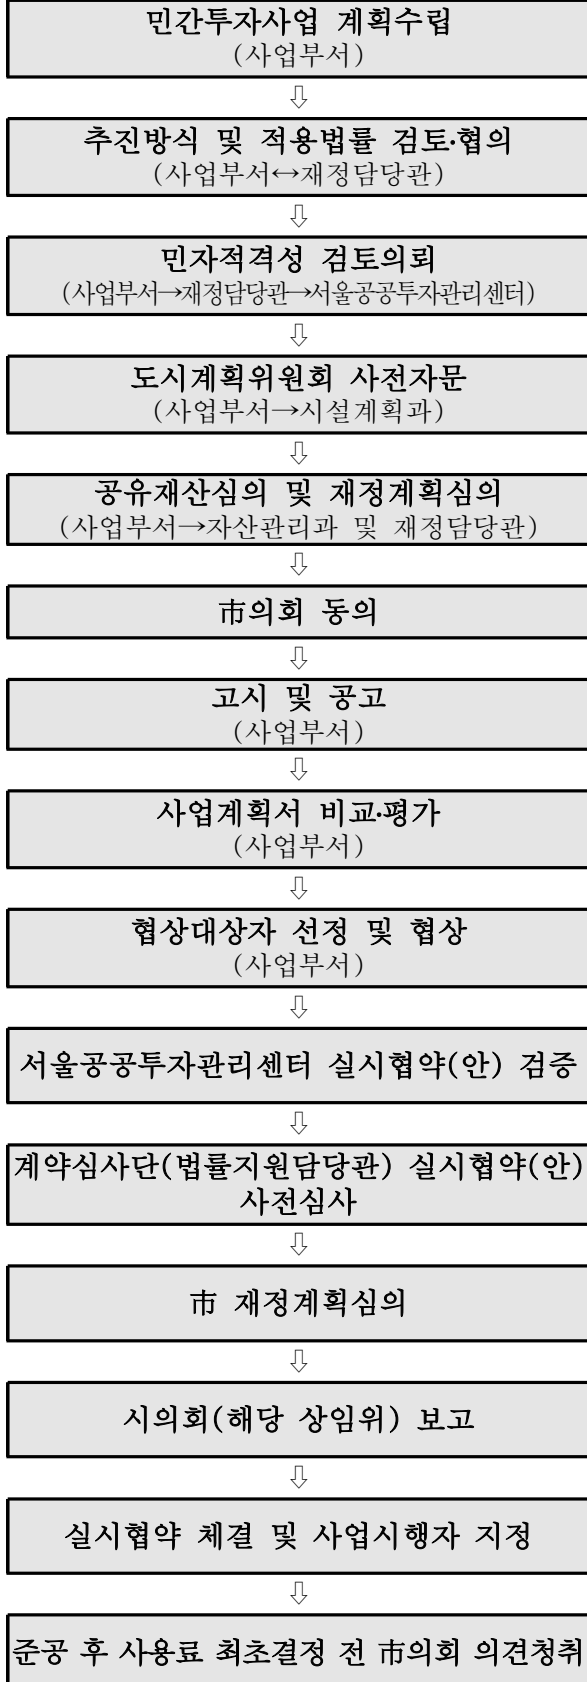 민간투자사업 계획수립
(사업부서)
⇩
추진방식 및 적용법률 검토·협의
(사업부서↔재정담당관)
⇩
민자적격성 검토의뢰
(사업부서→재정담당관→서울공공투자관리센터)
⇩
도시계획위원회 사전자문
(사업부서→시설계획과)
⇩
공유재산심의 및 재정계획심의
(사업부서→자산관리과 및 재정담당관)
⇩
市의회 동의
⇩
고시 및 공고
(사업부서)
⇩
사업계획서 비교·평가
(사업부서)
⇩
협상대상자 선정 및 협상
(사업부서)
⇩
서울공공투자관리센터 실시협약(안) 검증
⇩
계약심사단(법률지원담당관) 실시협약(안)
사전심사
⇩
市 재정계획심의
⇩
시의회(해당 상임위) 보고
⇩
실시협약 체결 및 사업시행자 지정
⇩
준공 후 사용료 최초결정 전 市의회 의견청취